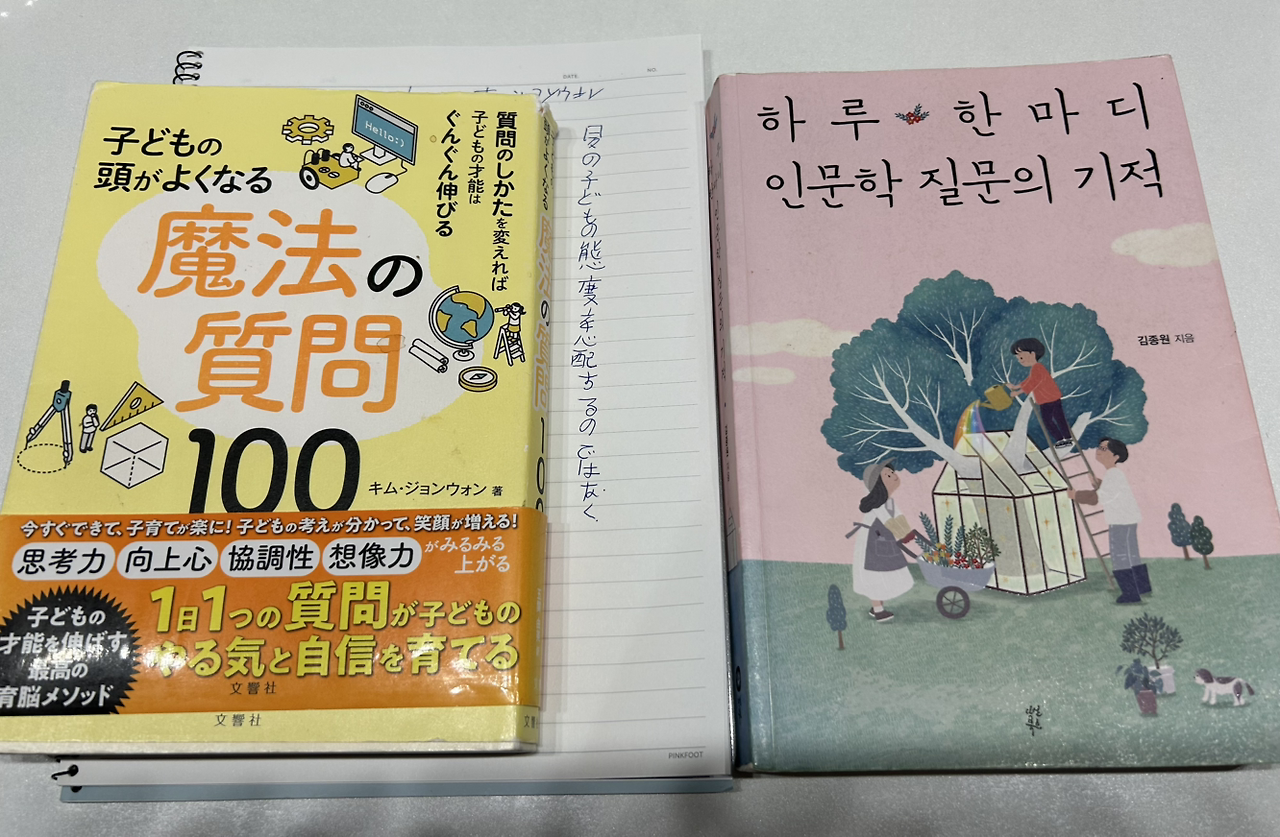 子どもの
頭がよくなる
魔法の
質問
100
質問のしかたを変えれば
子どもの才能は
ぐんぐん伸びる
Hello:)
キム・ジョンウォン 著
今すぐできて、子育てが楽に!子どもの考えが分かって、笑顔が増える!
思考力 向上心 協調性 想像力 がみるみる
上がる
1日1つの質問が子どもの
やる気と自信を育てる
子どもの
才能を伸ばす
最高の
育脳メソッド
文響社
文響社
DATE
NO.
の子どもの態度を心配するのではなく、
PINKFOOT
하루 한마디
인문학 질문의 기적
김종원 지음